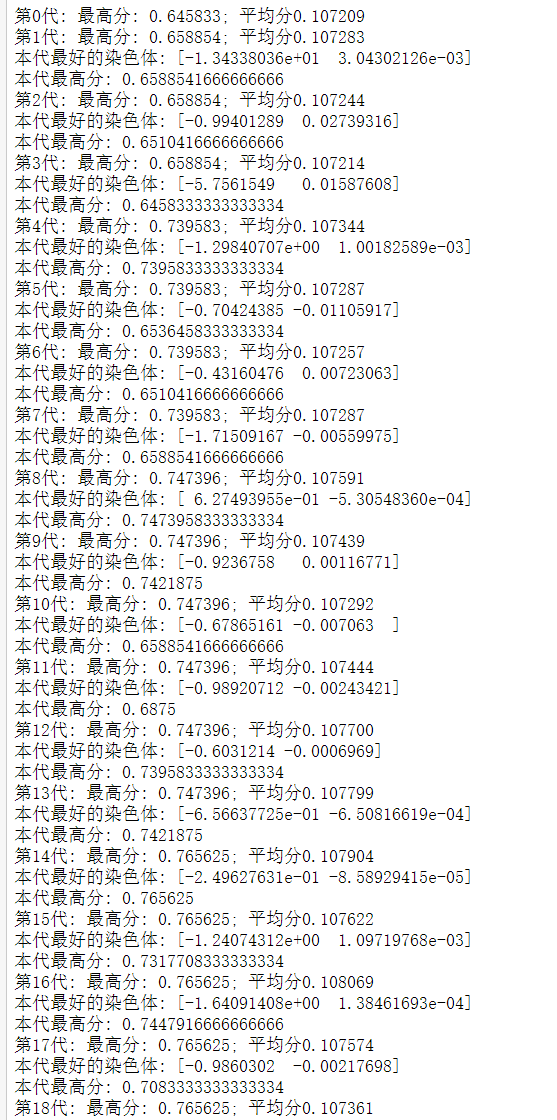 第0代: 最高分: 0.645833; 平均分0.107209
第1代: 最高分: 0.658854; 平均分0.107283
本代最好的染色体: [-1.34338036e+01  3.04302126e-03]
本代最高分: 0.6588541666666666
第2代: 最高分: 0.658854; 平均分0.107244
本代最好的染色体: [-0.99401289  0.02739316]
本代最高分: 0.6510416666666666
第3代: 最高分: 0.658854; 平均分0.107214
本代最好的染色体: [-5.7561549   0.01587608]
本代最高分: 0.6458333333333334
第4代: 最高分: 0.739583; 平均分0.107344
本代最好的染色体: [-1.29840707e+00  1.00182589e-03]
本代最高分: 0.7395833333333334
第5代: 最高分: 0.739583; 平均分0.107287
本代最好的染色体: [-0.70424385 -0.01105917]
本代最高分: 0.6536458333333334
第6代: 最高分: 0.739583; 平均分0.107257
本代最好的染色体: [-0.43160476  0.00723063]
本代最高分: 0.6510416666666666
第7代: 最高分: 0.739583; 平均分0.107287
本代最好的染色体: [-1.71509167 -0.00559975]
本代最高分: 0.6588541666666666
第8代: 最高分: 0.747396; 平均分0.107591
本代最好的染色体: [ 6.27493955e-01 -5.30548360e-04]
本代最高分: 0.7473958333333334
第9代: 最高分: 0.747396; 平均分0.107439
本代最好的染色体: [-0.9236758   0.00116771]
本代最高分: 0.7421875
第10代: 最高分: 0.747396; 平均分0.107292
本代最好的染色体: [-0.67865161 -0.007063  ]
本代最高分: 0.6588541666666666
第11代: 最高分: 0.747396; 平均分0.107444
本代最好的染色体: [-0.98920712 -0.00243421]
本代最高分: 0.6875
第12代: 最高分: 0.747396; 平均分0.107700
本代最好的染色体: [-0.6031214 -0.0006969]
本代最高分: 0.7395833333333334
第13代: 最高分: 0.747396; 平均分0.107799
本代最好的染色体: [-6.56637725e-01 -6.50816619e-04]
本代最高分: 0.7421875
第14代: 最高分: 0.765625; 平均分0.107904
本代最好的染色体: [-2.49627631e-01 -8.58929415e-05]
本代最高分: 0.765625
第15代: 最高分: 0.765625; 平均分0.107622
本代最好的染色体: [-1.24074312e+00  1.09719768e-03]
本代最高分: 0.7317708333333334
第16代: 最高分: 0.765625; 平均分0.108069
本代最好的染色体: [-1.64091408e+00  1.38461693e-04]
本代最高分: 0.7447916666666666
第17代: 最高分: 0.765625; 平均分0.107574
本代最好的染色体: [-0.9860302  -0.00217698]
本代最高分: 0.7083333333333334
第18代: 最高分: 0.765625; 平均分0.107361